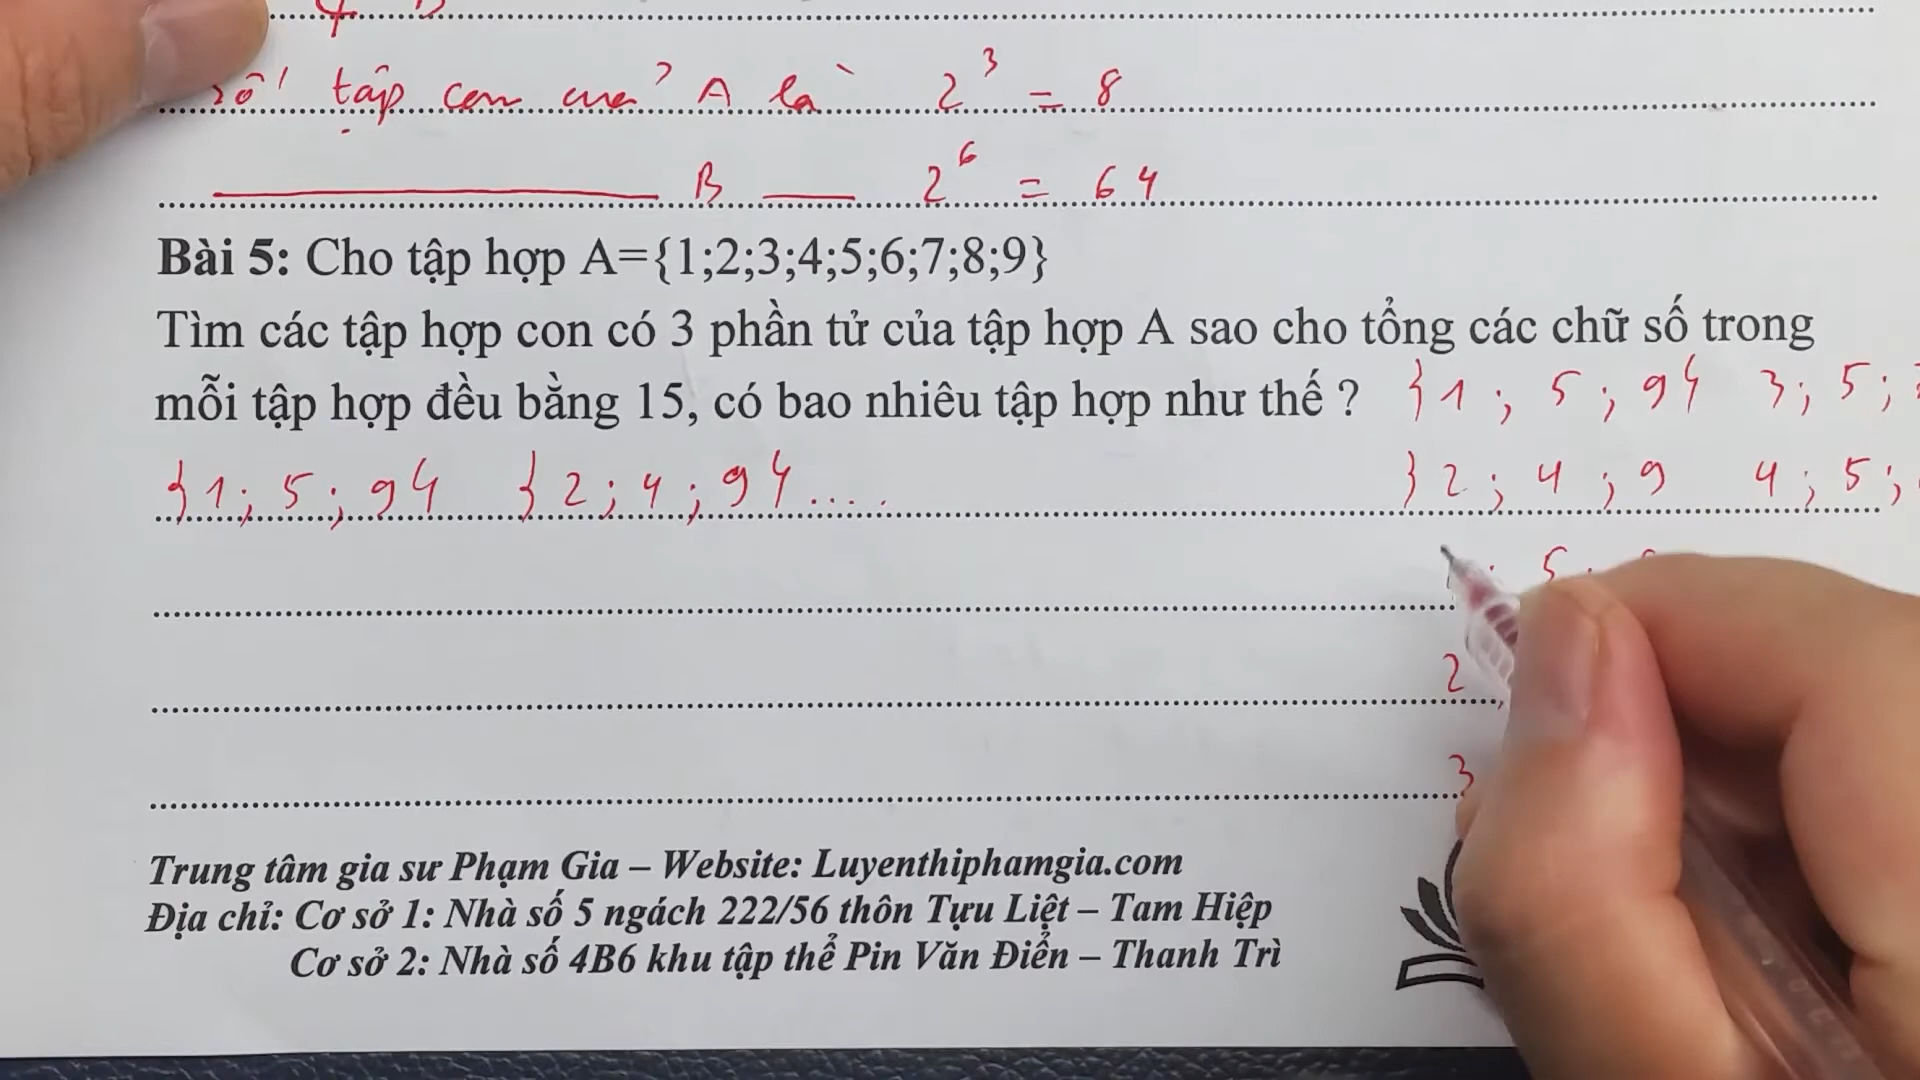 số tập con của A là 2³ = 8
B 2⁶ = 64
Bài 5: Cho tập hợp A={1;2;3;4;5;6;7;8;9}
Tìm các tập hợp con có 3 phần tử của tập hợp A sao cho tổng các chữ số trong
mỗi tập hợp đều bằng 15, có bao nhiêu tập hợp như thế ? {1; 5; 9} 3; 5;
{1; 5; 9} {2; 4; 9} .... {2; 4; 9 4; 5;
5;
2
3
Trung tâm gia sư Phạm Gia – Website: Luyenthiphamgia.com
Địa chỉ: Cơ sở 1: Nhà số 5 ngách 222/56 thôn Tựu Liệt – Tam Hiệp
Cơ sở 2: Nhà số 4B6 khu tập thể Pin Văn Điển – Thanh Trì